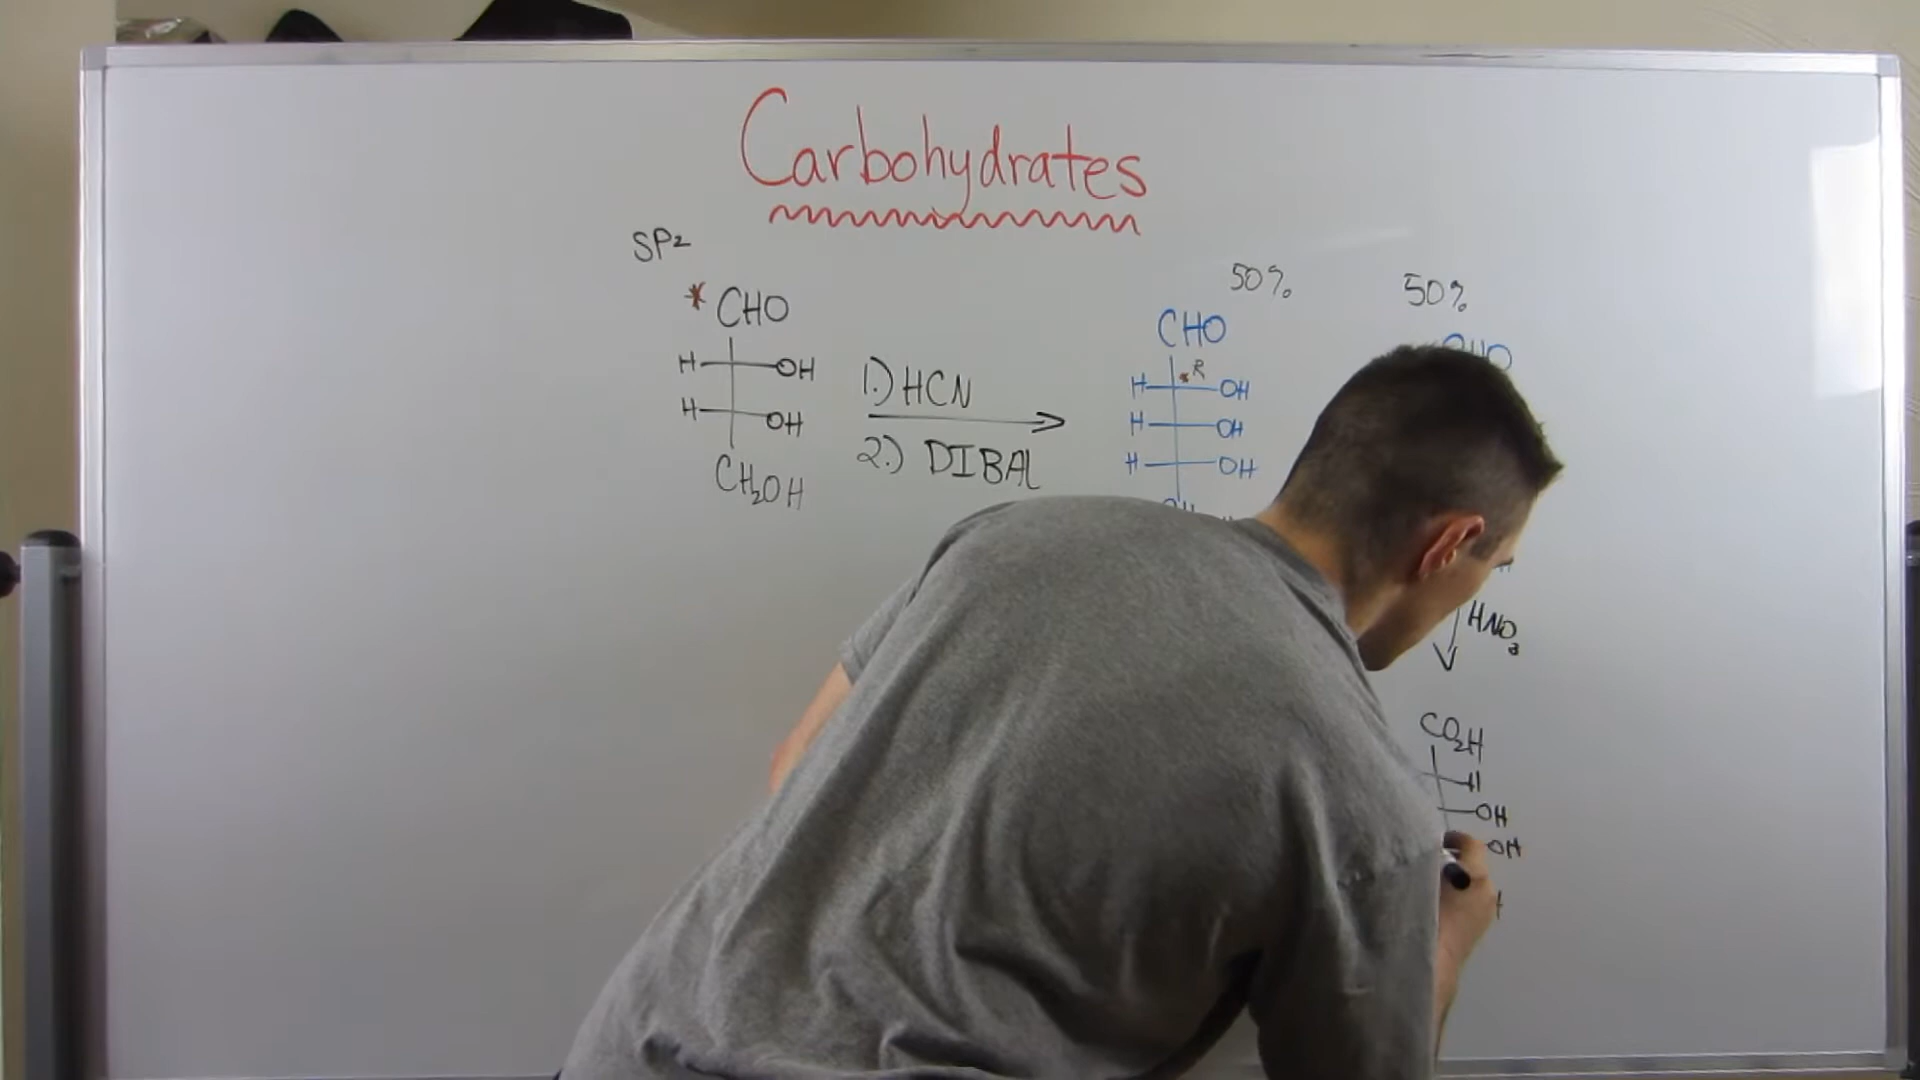 Carbohydrates
SP2
* CHO
H OH
H OH
CH2OH
1.) HCN
2.) DIBAL
50%
CHO
* R
H OH
H OH
H OH
50%
HNO3
CO2H
H
OH
OH